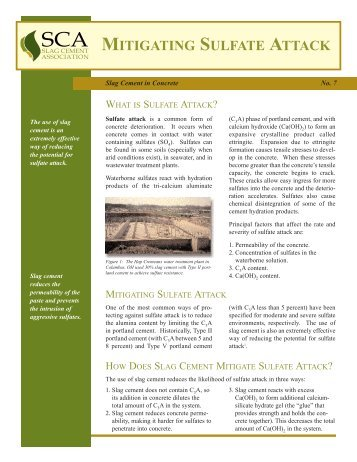 SCA
SLAG CEMENT
ASSOCIATION
MITIGATING SULFATE ATTACK
Slag Cement in Concrete No. 7
The use of slag
cement is an
extremely effective
way of reducing
the potential for
sulfate attack.
Slag cement
reduces the
permeability of the
paste and prevents
the intrusion of
aggressive sulfates.
WHAT IS SULFATE ATTACK?
Sulfate attack is a common form of
concrete deterioration. It occurs when
concrete comes in contact with water
containing sulfates (SO₄). Sulfates can
be found in some soils (especially when
arid conditions exist), in seawater, and in
wastewater treatment plants.
Waterborne sulfates react with hydration
products of the tri-calcium aluminate
(C₃A) phase of portland cement, and with
calcium hydroxide (Ca(OH)₂) to form an
expansive crystalline product called
ettringite. Expansion due to ettringite
formation causes tensile stresses to devel-
op in the concrete. When these stresses
become greater than the concrete's tensile
capacity, the concrete begins to crack.
These cracks allow easy ingress for more
sulfates into the concrete and the deterio-
ration accelerates. Sulfates also cause
chemical disintegration of some of the
cement hydration products.
Principal factors that affect the rate and
severity of sulfate attack are:
1. Permeability of the concrete.
2. Concentration of sulfates in the
waterborne solution.
3. C₃A content.
4. Ca(OH)₂ content.
Figure 1: The Hap Cremeans water treatment plant in
Columbus, OH used 30% slag cement with Type II port-
land cement to achieve sulfate resistance.
MITIGATING SULFATE ATTACK
One of the most common ways of pro-
tecting against sulfate attack is to reduce
the alumina content by limiting the C₃A
in portland cement. Historically, Type II
portland cement (with C₃A between 5 and
8 percent) and Type V portland cement
(with C₃A less than 5 percent) have been
specified for moderate and severe sulfate
environments, respectively. The use of
slag cement is also an extremely effective
way of reducing the potential for sulfate
attack¹.
HOW DOES SLAG CEMENT MITIGATE SULFATE ATTACK?
The use of slag cement reduces the likelihood of sulfate attack in three ways:
1. Slag cement does not contain C₃A, so
its addition in concrete dilutes the
total amount of C₃A in the system.
2. Slag cement reduces concrete perme-
ability, making it harder for sulfates to
penetrate into concrete.
3. Slag cement reacts with excess
Ca(OH)₂ to form additional calcium-
silicate hydrate gel (the "glue" that
provides strength and holds the con-
crete together). This decreases the total
amount of Ca(OH)₂ in the system.